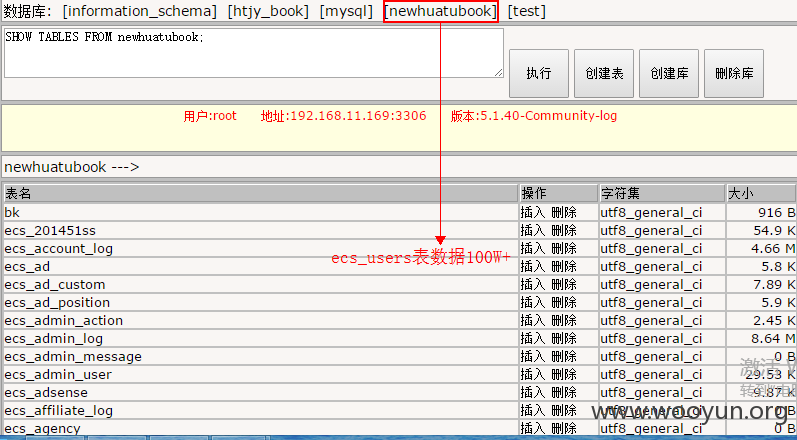 数据库: [information_schema] [htjy_book] [mysql] [newhuatubook] [test]
SHOW TABLES FROM newhuatubook;
执行 创建表 创建库 删除库
用户:root 地址:192.168.11.169:3306 版本:5.1.40-Community-log
newhuatubook --->
表名 操作 字符集 大小
bk 插入 删除 utf8_general_ci 916 B
ecs_201451ss 插入 删除 utf8_general_ci 54.9 K
ecs_account_log 插入 删除 utf8_general_ci 4.66 M
ecs_users表数据100W+
ecs_ad 插入 删除 utf8_general_ci 5.8 K
ecs_ad_custom 插入 删除 utf8_general_ci 7.89 K
ecs_ad_position 插入 删除 utf8_general_ci 5.9 K
ecs_admin_action 插入 删除 utf8_general_ci 2.45 K
ecs_admin_log 插入 删除 utf8_general_ci 8.64 M
ecs_admin_message 插入 删除 utf8_general_ci 0 B
激活 W
ecs_admin_user 插入 删除 utf8_general_ci 29.53 K
转到"电
ecs_adsense 插入 删除 utf8_general_ci 9.87 K
ecs_affiliate_log 插入 删除 utf8_general_ci 0 B
www.wooyun.org
ecs_agency 插入 删除 utf8_general_ci 0 B